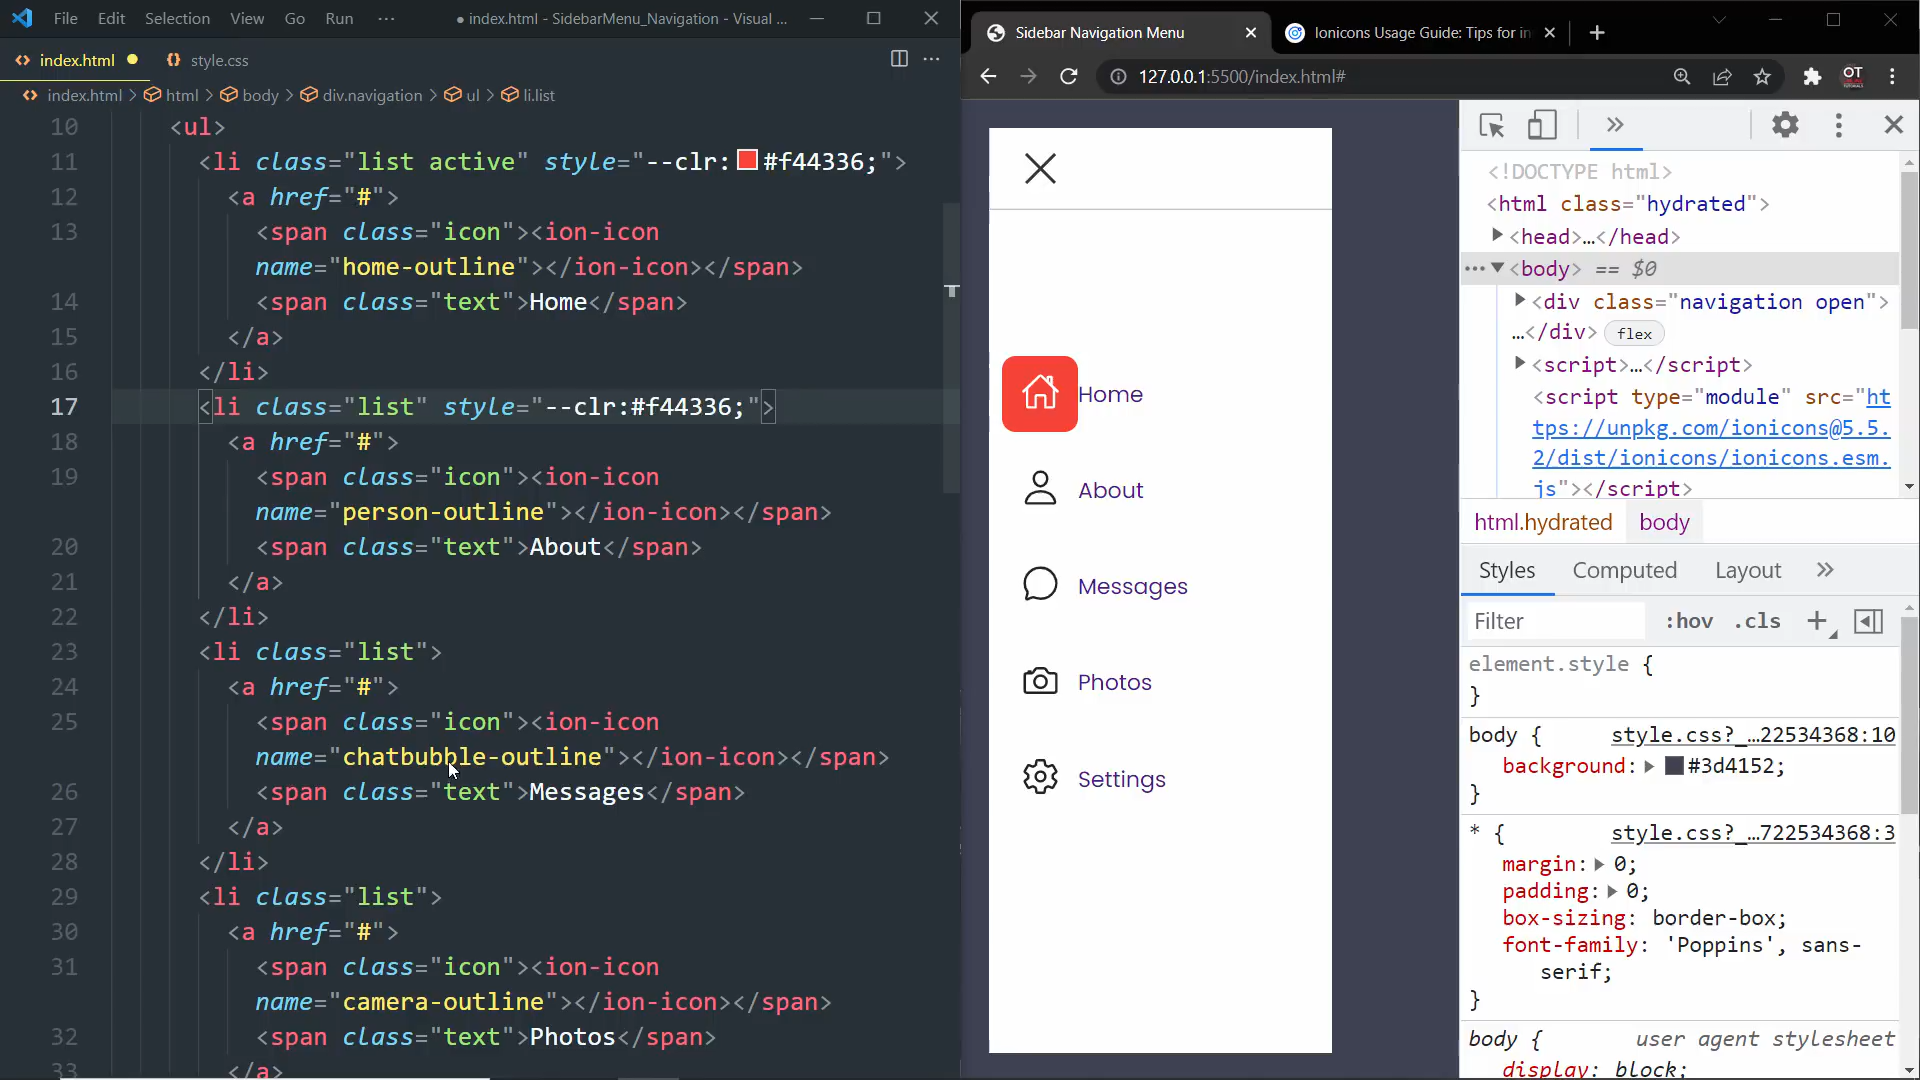 File Edit Selection View Go Run ··· ● index.html - SidebarMenu_Navigation - Visual ...
index.html ● style.css
index.html > html > body > div.navigation > ul > li.list
10 <ul>
11 <li class="list active" style="--clr:#f44336;">
12 <a href="#">
13 <span class="icon"><ion-icon
name="home-outline"></ion-icon></span>
14 <span class="text">Home</span>
15 </a>
16 </li>
17 <li class="list" style="--clr:#f44336;">
18 <a href="#">
19 <span class="icon"><ion-icon
name="person-outline"></ion-icon></span>
20 <span class="text">About</span>
21 </a>
22 </li>
23 <li class="list">
24 <a href="#">
25 <span class="icon"><ion-icon
name="chatbubble-outline"></ion-icon></span>
26 <span class="text">Messages</span>
27 </a>
28 </li>
29 <li class="list">
30 <a href="#">
31 <span class="icon"><ion-icon
name="camera-outline"></ion-icon></span>
32 <span class="text">Photos</span>
33 </a>
Sidebar Navigation Menu
Ionicons Usage Guide: Tips for in
127.0.0.1:5500/index.html#
OT
Home
About
Messages
Photos
Settings
<!DOCTYPE html>
<html class="hydrated">
<head>…</head>
··· <body> == $0
<div class="navigation open">
…</div> flex
<script>…</script>
<script type="module" src="ht
tps://unpkg.com/ionicons@5.5.
2/dist/ionicons/ionicons.esm.
js"></script>
html.hydrated body
Styles Computed Layout
Filter :hov .cls
element.style {
}
body { style.css?_…22534368:10
background: #3d4152;
}
* { style.css?_…722534368:3
margin: 0;
padding: 0;
box-sizing: border-box;
font-family: 'Poppins', sans-
serif;
}
body { user agent stylesheet
display: block;